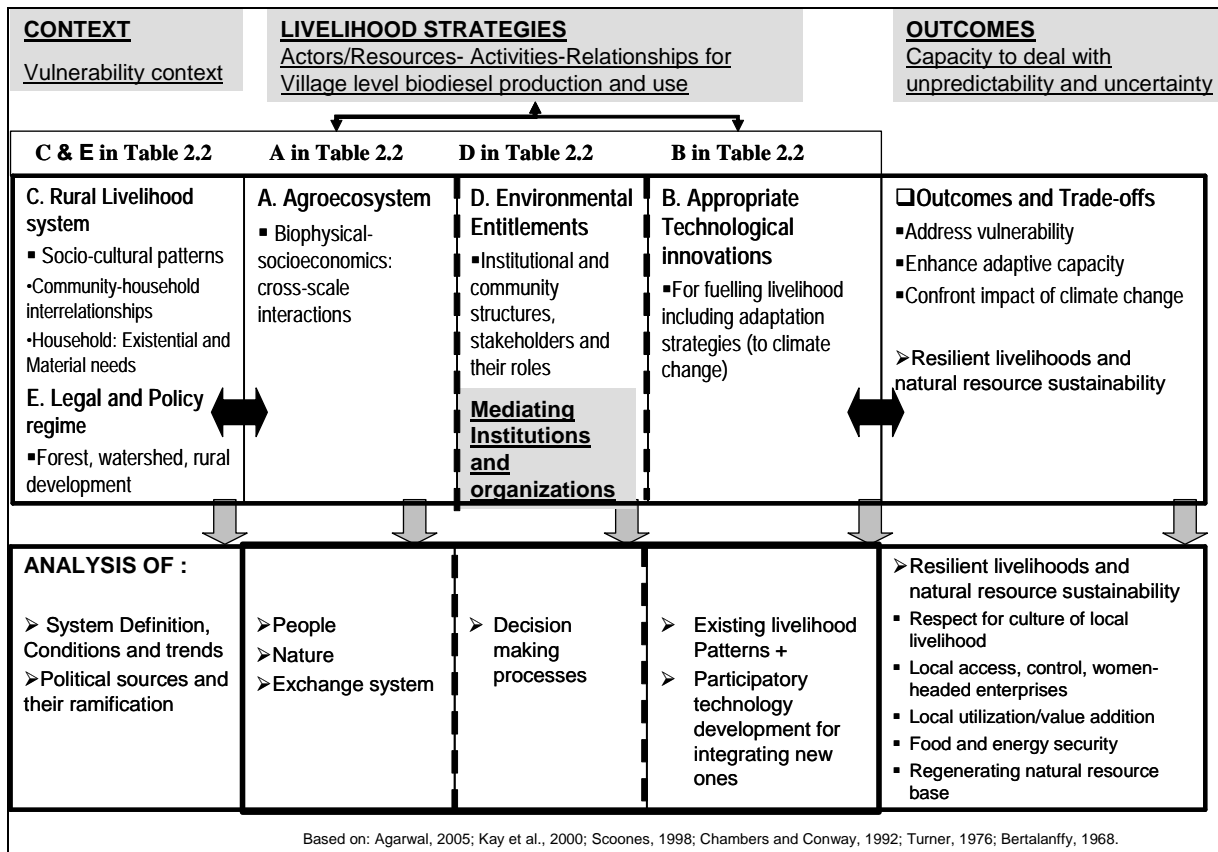 CONTEXT
Vulnerability context
LIVELIHOOD STRATEGIES
Actors/Resources- Activities-Relationships for
Village level biodiesel production and use
OUTCOMES
Capacity to deal with
unpredictability and uncertainty
C & E in Table 2.2
A in Table 2.2
D in Table 2.2
B in Table 2.2
C. Rural Livelihood
system
▪ Socio-cultural patterns
•Community-household
interrelationships
•Household: Existential and
Material needs
E. Legal and Policy
regime
▪Forest, watershed, rural
development
A. Agroecosystem
▪ Biophysical-
socioeconomics:
cross-scale
interactions
D. Environmental
Entitlements
▪Institutional and
community
structures,
stakeholders and
their roles
Mediating
Institutions
and
organizations
B. Appropriate
Technological
innovations
▪For fuelling livelihood
including adaptation
strategies (to climate
change)
❑Outcomes and Trade-offs
▪Address vulnerability
▪Enhance adaptive capacity
▪Confront impact of climate change
➢Resilient livelihoods and
natural resource sustainability
ANALYSIS OF :
➢ System Definition,
Conditions and trends
➢Political sources and
their ramification
➢People
➢Nature
➢Exchange system
➢ Decision
making
processes
➢ Existing livelihood
Patterns +
➢ Participatory
technology
development for
integrating new
ones
➢Resilient livelihoods and
natural resource sustainability
▪ Respect for culture of local
livelihood
▪ Local access, control, women-
headed enterprises
▪ Local utilization/value addition
▪ Food and energy security
▪ Regenerating natural resource
base
Based on: Agarwal, 2005; Kay et al., 2000; Scoones, 1998; Chambers and Conway, 1992; Turner, 1976; Bertalanffy, 1968.